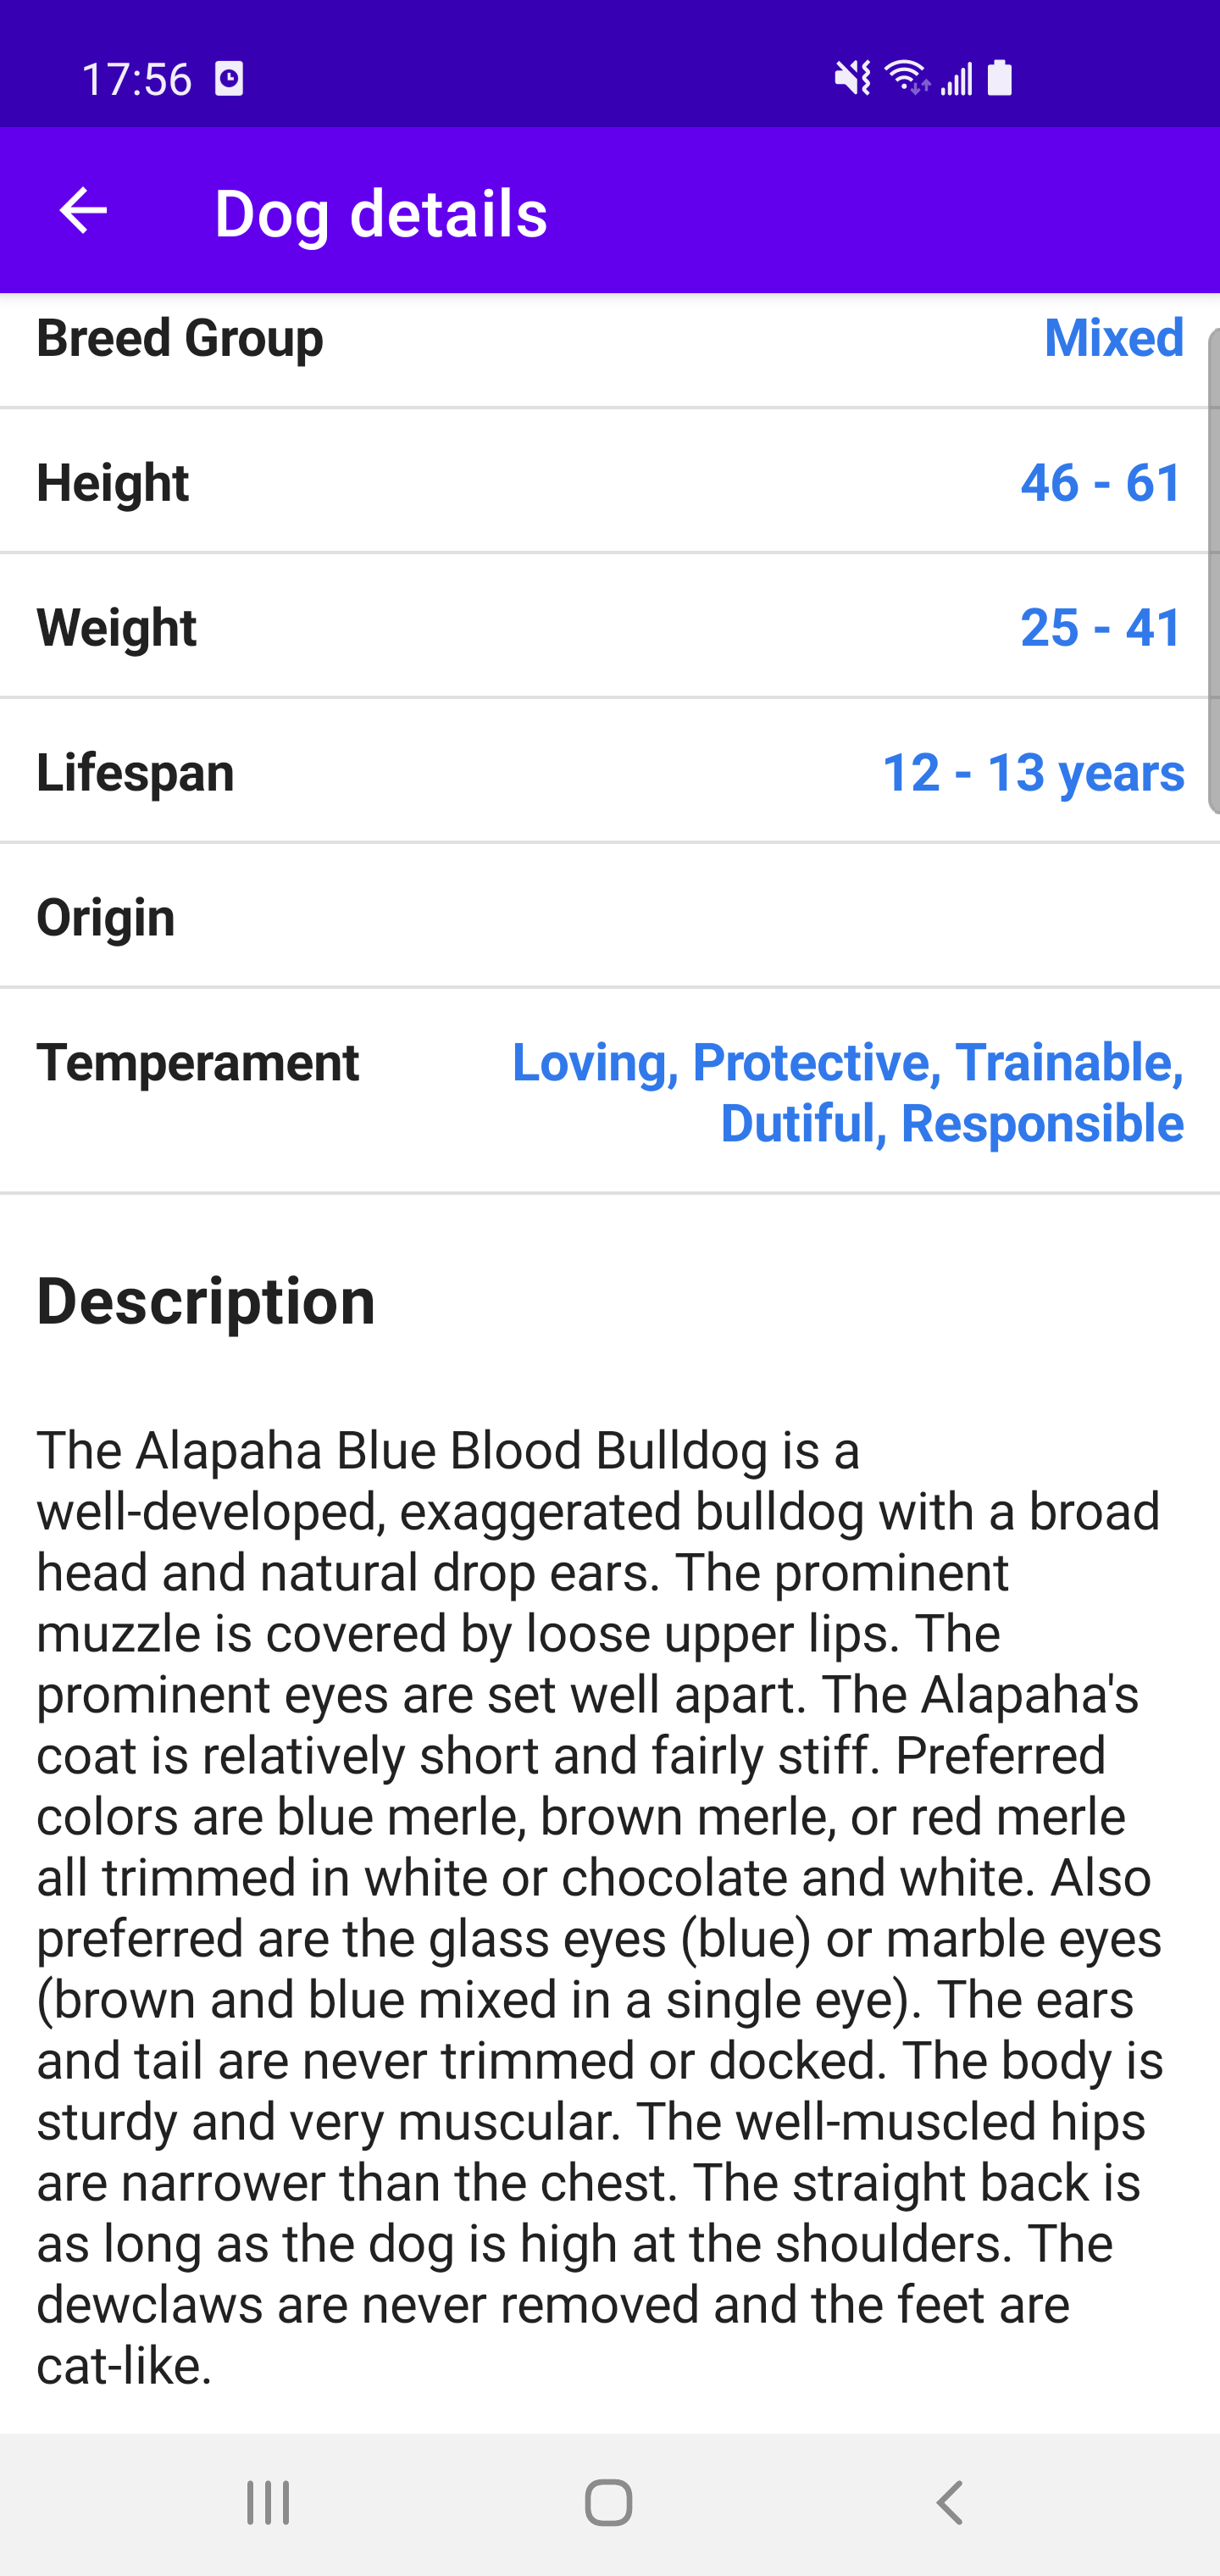 17:56
Dog details
Breed Group Mixed
Height 46 - 61
Weight 25 - 41
Lifespan 12 - 13 years
Origin
Temperament Loving, Protective, Trainable,
Dutiful, Responsible
Description
The Alapaha Blue Blood Bulldog is a
well-developed, exaggerated bulldog with a broad
head and natural drop ears. The prominent
muzzle is covered by loose upper lips. The
prominent eyes are set well apart. The Alapaha's
coat is relatively short and fairly stiff. Preferred
colors are blue merle, brown merle, or red merle
all trimmed in white or chocolate and white. Also
preferred are the glass eyes (blue) or marble eyes
(brown and blue mixed in a single eye). The ears
and tail are never trimmed or docked. The body is
sturdy and very muscular. The well-muscled hips
are narrower than the chest. The straight back is
as long as the dog is high at the shoulders. The
dewclaws are never removed and the feet are
cat-like.